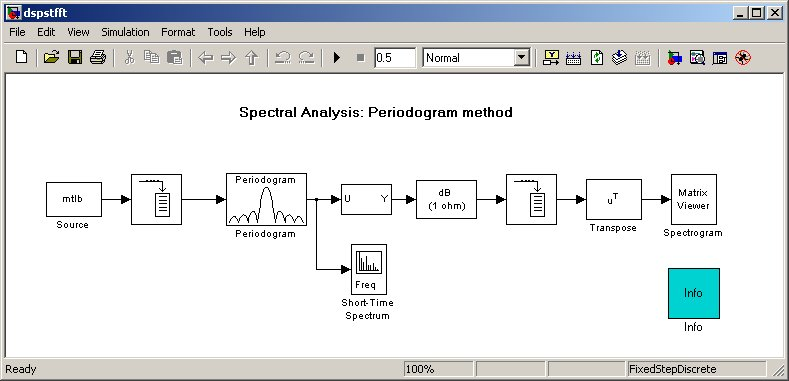 dspstfft
File Edit View Simulation Format Tools Help
0.5 Normal
Spectral Analysis: Periodogram method
mtlb
Source
Periodogram
Periodogram
U Y
dB
(1 ohm)
uT
Transpose
Matrix
Viewer
Spectrogram
Freq
Short-Time
Spectrum
Info
Info
Ready 100% FixedStepDiscrete